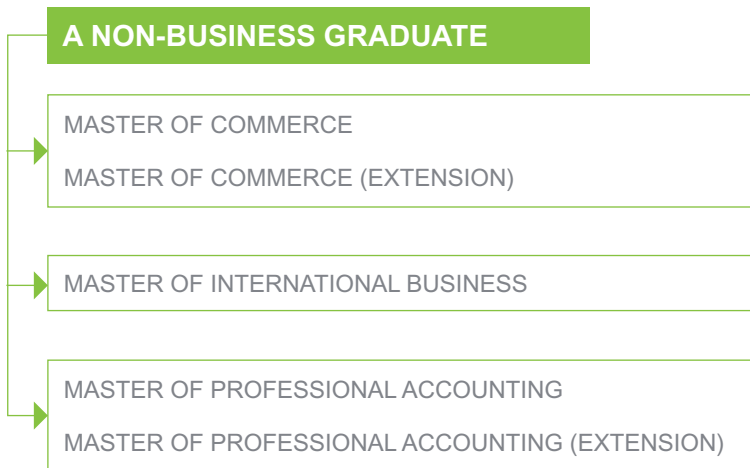 A NON-BUSINESS GRADUATE
MASTER OF COMMERCE
MASTER OF COMMERCE (EXTENSION)
MASTER OF INTERNATIONAL BUSINESS
MASTER OF PROFESSIONAL ACCOUNTING
MASTER OF PROFESSIONAL ACCOUNTING (EXTENSION)